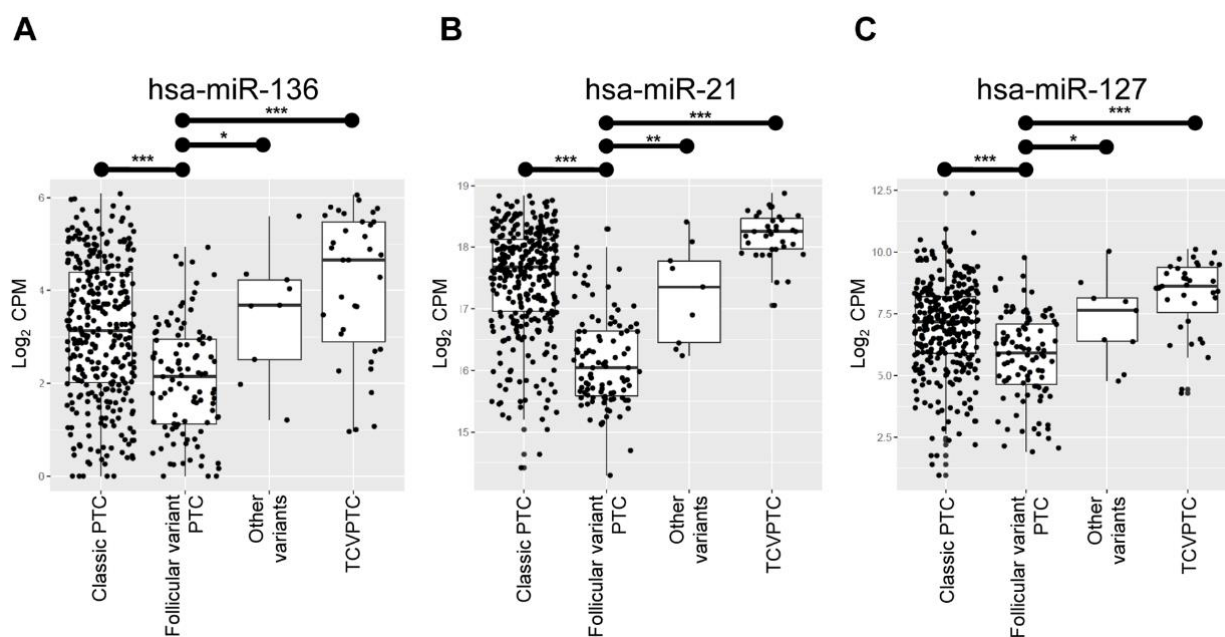 A
B
C
hsa-miR-136
hsa-miR-21
hsa-miR-127
***
*
***
***
**
***
***
*
***
Log2 CPM
6
4
2
0
Classic PTC
Follicular variant
PTC
Other
variants
TCVPTC
Log2 CPM
19
18
17
16
15
Classic PTC
Follicular variant
PTC
Other
variants
TCVPTC
Log2 CPM
12.5
10.0
7.5
5.0
2.5
Classic PTC
Follicular variant
PTC
Other
variants
TCVPTC